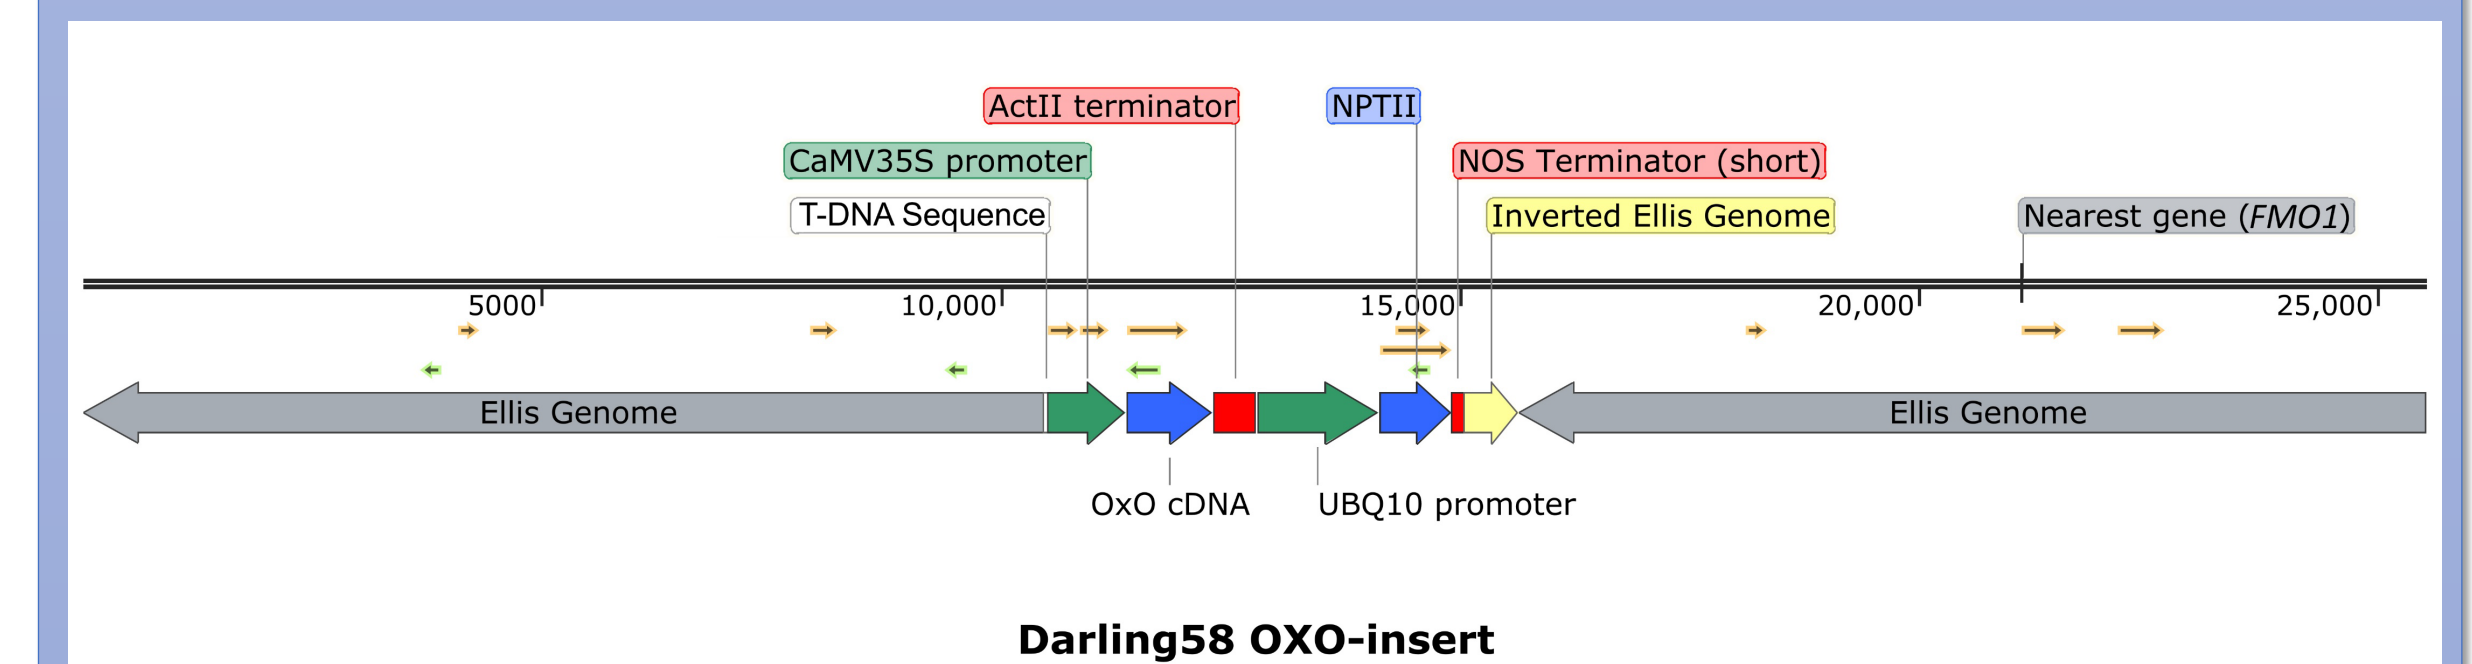 ActII terminator
NPTII
CaMV35S promoter
NOS Terminator (short)
T-DNA Sequence
Inverted Ellis Genome
Nearest gene (FMO1)
5000
10,000
15,000
20,000
25,000
Ellis Genome
Ellis Genome
OxO cDNA
UBQ10 promoter
Darling58 OXO-insert